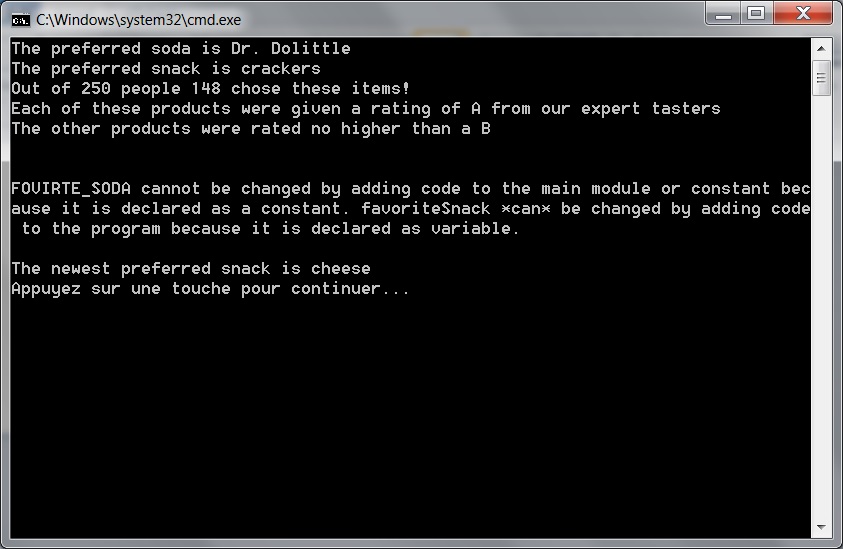 C:\Windows\system32\cmd.exe
The preferred soda is Dr. Dolittle
The preferred snack is crackers
Out of 250 people 148 chose these items!
Each of these products were given a rating of A from our expert tasters
The other products were rated no higher than a B
FOVIRTE_SODA cannot be changed by adding code to the main module or constant bec
ause it is declared as a constant. favoriteSnack *can* be changed by adding code
to the program because it is declared as variable.
The newest preferred snack is cheese
Appuyez sur une touche pour continuer...